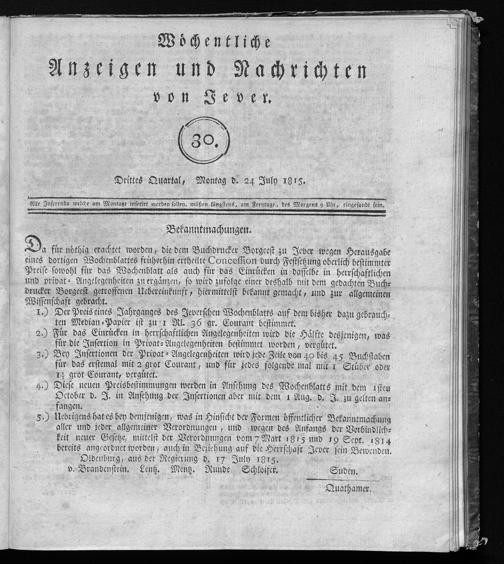 Wöchentliche
Anzeigen und Nachrichten
von Jever.
30.
Drittes Quartal, Montag d. 24 July 1815.
Alle Inserenda welche am Montage inserirt werden sollen, müßen längstens, am Freytage, des Morgens 9 Uhr, eingesandt sein.
Bekanntmachungen.
Da für nöthig erachtet worden, die dem Buchdrucker Borgeest zu Jever wegen Herausgabe
eines dortigen Wochenblattes früherhin ertheilte Concession durch Festsetzung oberlich bestimmter
Preise sowohl für das Wochenblatt als auch für das Einrücken in dasselbe in herrschaftlichen
und privat-Angelegenheiten zu ergänzen, so wird zufolge einer deshalb mit dem gedachten Buch-
drucker Borgeest getroffenen Uebereinkunft, hiermittelst bekannt gemacht, und zur allgemeinen
Wissenschaft gebracht.
1.) Der Preis eines Jahrganges des Jeverschen Wochenblatts auf dem bisher dazu gebrauch-
ten Median-Papier ist zu 1 Rl. 36 gr. Courant bestimmt.
2.) Für das Einrücken in herrschaftlichen Angelegenheiten wird die Hälfte desjenigen, was
für die Insertion in Privat-Angelegenheiten bestimmt worden, vergütet.
3.) Bey Insertionen der Privat-Angelegenheiten wird jede Zeile von 40 bis 45 Buchstaben
für das erstemal mit 2 grot Courant, und für jedes folgende mal mit 1 Stüber oder
1¼ grot Courant, vergütet.
4.) Diese neuen Preisbestimmungen werden in Ansehung des Wochenblatts mit dem 1sten
October d. J. in Ansehung der Insertionen aber mit dem 1 Aug. d. J. zu gelten an-
fangen.
5.) Uebrigens hat es bey demjenigen, was in Hinsicht der Formen öffentlicher Bekanntmachung
aller und jeder allgemeiner Verordnungen, und wegen des Anfangs der Verbindlich-
keit neuer Gesetze, mittelst der Verordnungen vom 7 Mart 1815 und 19 Sept. 1814
bereits angeordnet worden, auch in Beziehung auf die Herrschaft Jever sein Bewenden.
Oldenburg, aus der Regierung d. 17 July 1815.
v. Brandenstein. Lentz. Mentz. Runde Schloifer. Suden.
Quathamer.